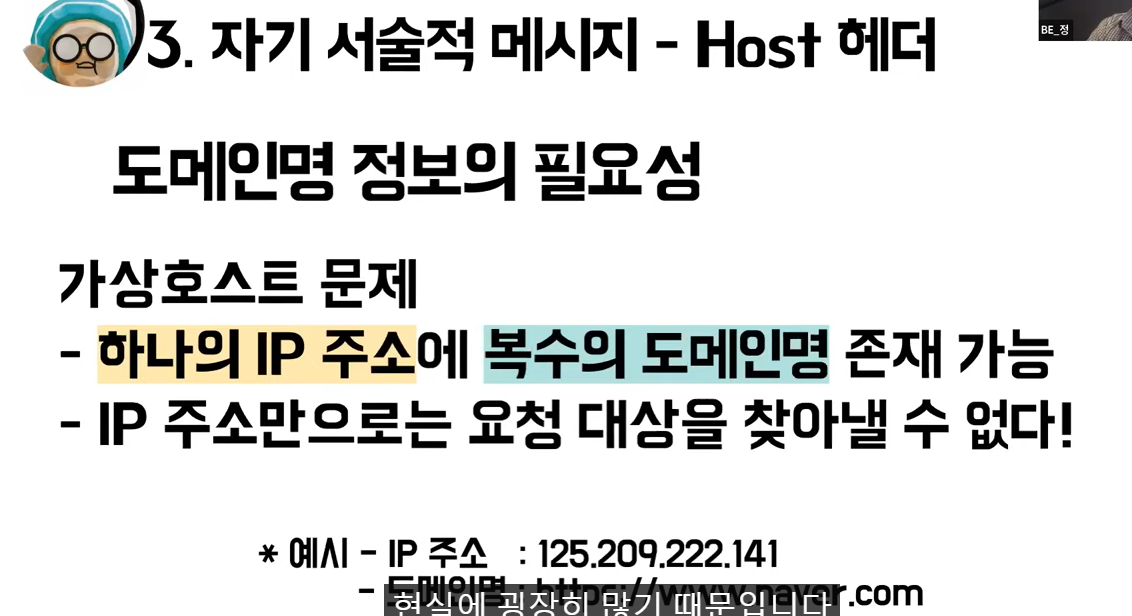 BE_정
3. 자기 서술적 메시지 - Host 헤더
도메인명 정보의 필요성
가상호스트 문제
- 하나의 IP 주소에 복수의 도메인명 존재 가능
- IP 주소만으로는 요청 대상을 찾아낼 수 없다!
* 예시 - IP 주소 : 125.209.222.141
- 도메인명 : https://www.naver.com
현실에 굉장히 많기 때문입니다